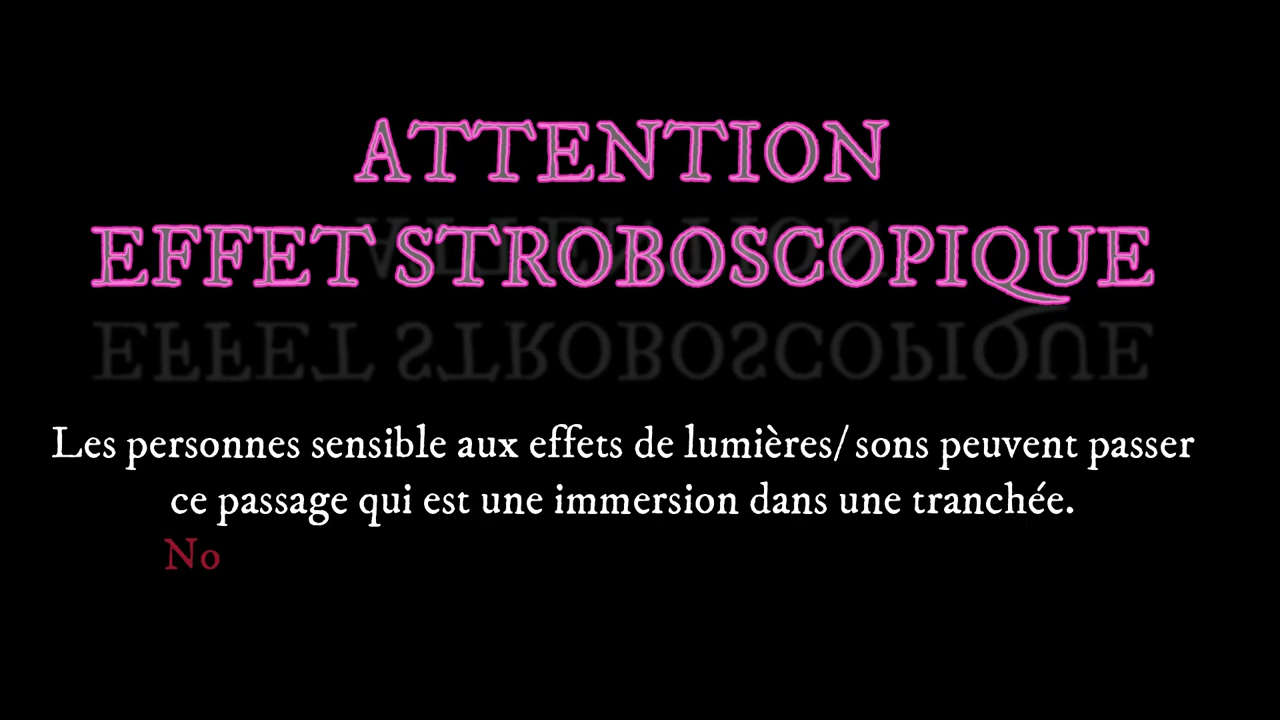 ATTENTION
EFFET STROBOSCOPIQUE
Les personnes sensible aux effets de lumières/ sons peuvent passer
ce passage qui est une immersion dans une tranchée.
No